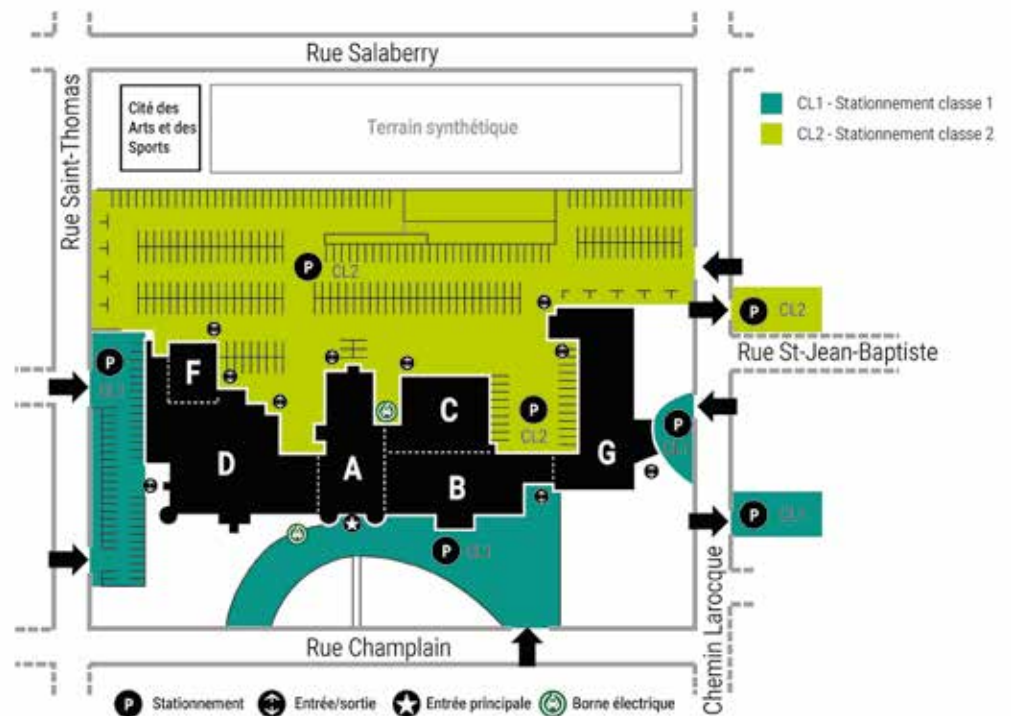 Rue Salaberry
Rue Saint-Thomas
Cité des
Arts et des
Sports
Terrain synthétique
CL1 - Stationnement classe 1
CL2 - Stationnement classe 2
P CL2
P CL2
Rue St-Jean-Baptiste
P CL1
F
C
P CL2
P CL1
D
A
B
G
P CL1
P CL1
Chemin Larocque
Rue Champlain
P Stationnement
Entrée/sortie
Entrée principale
Borne électrique